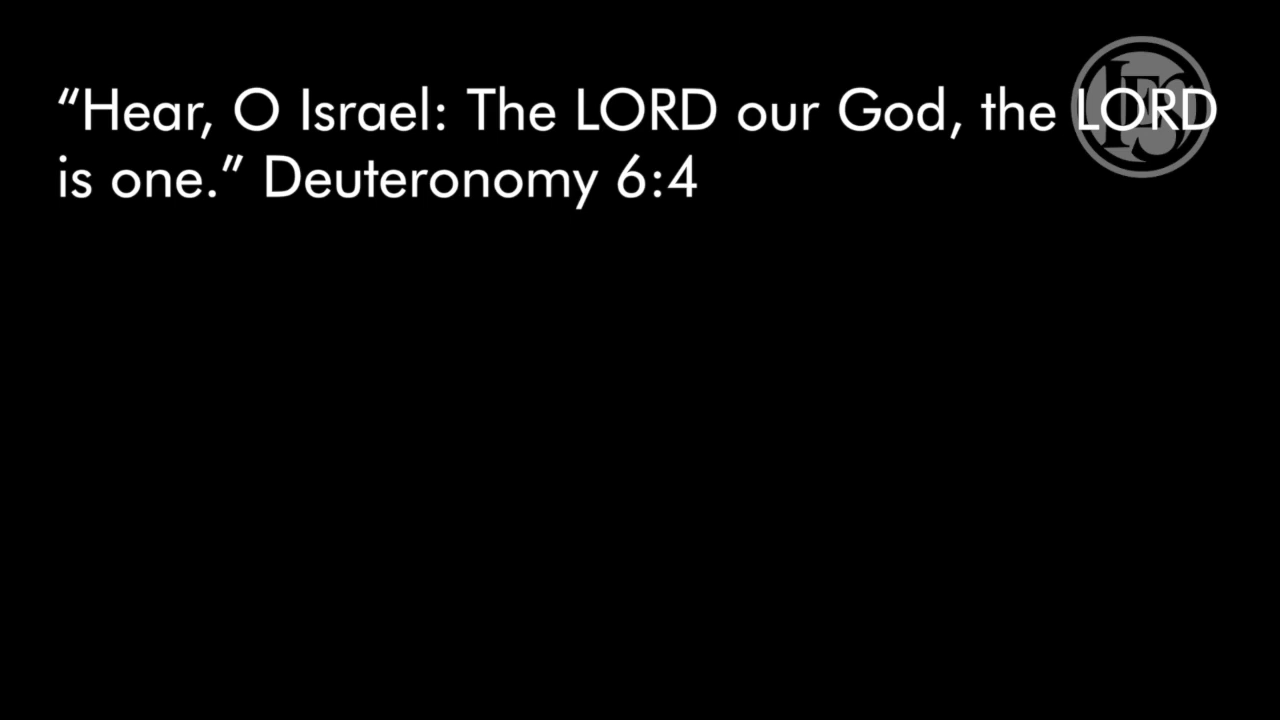 “Hear, O Israel: The LORD our God, the LORD
is one.” Deuteronomy 6:4